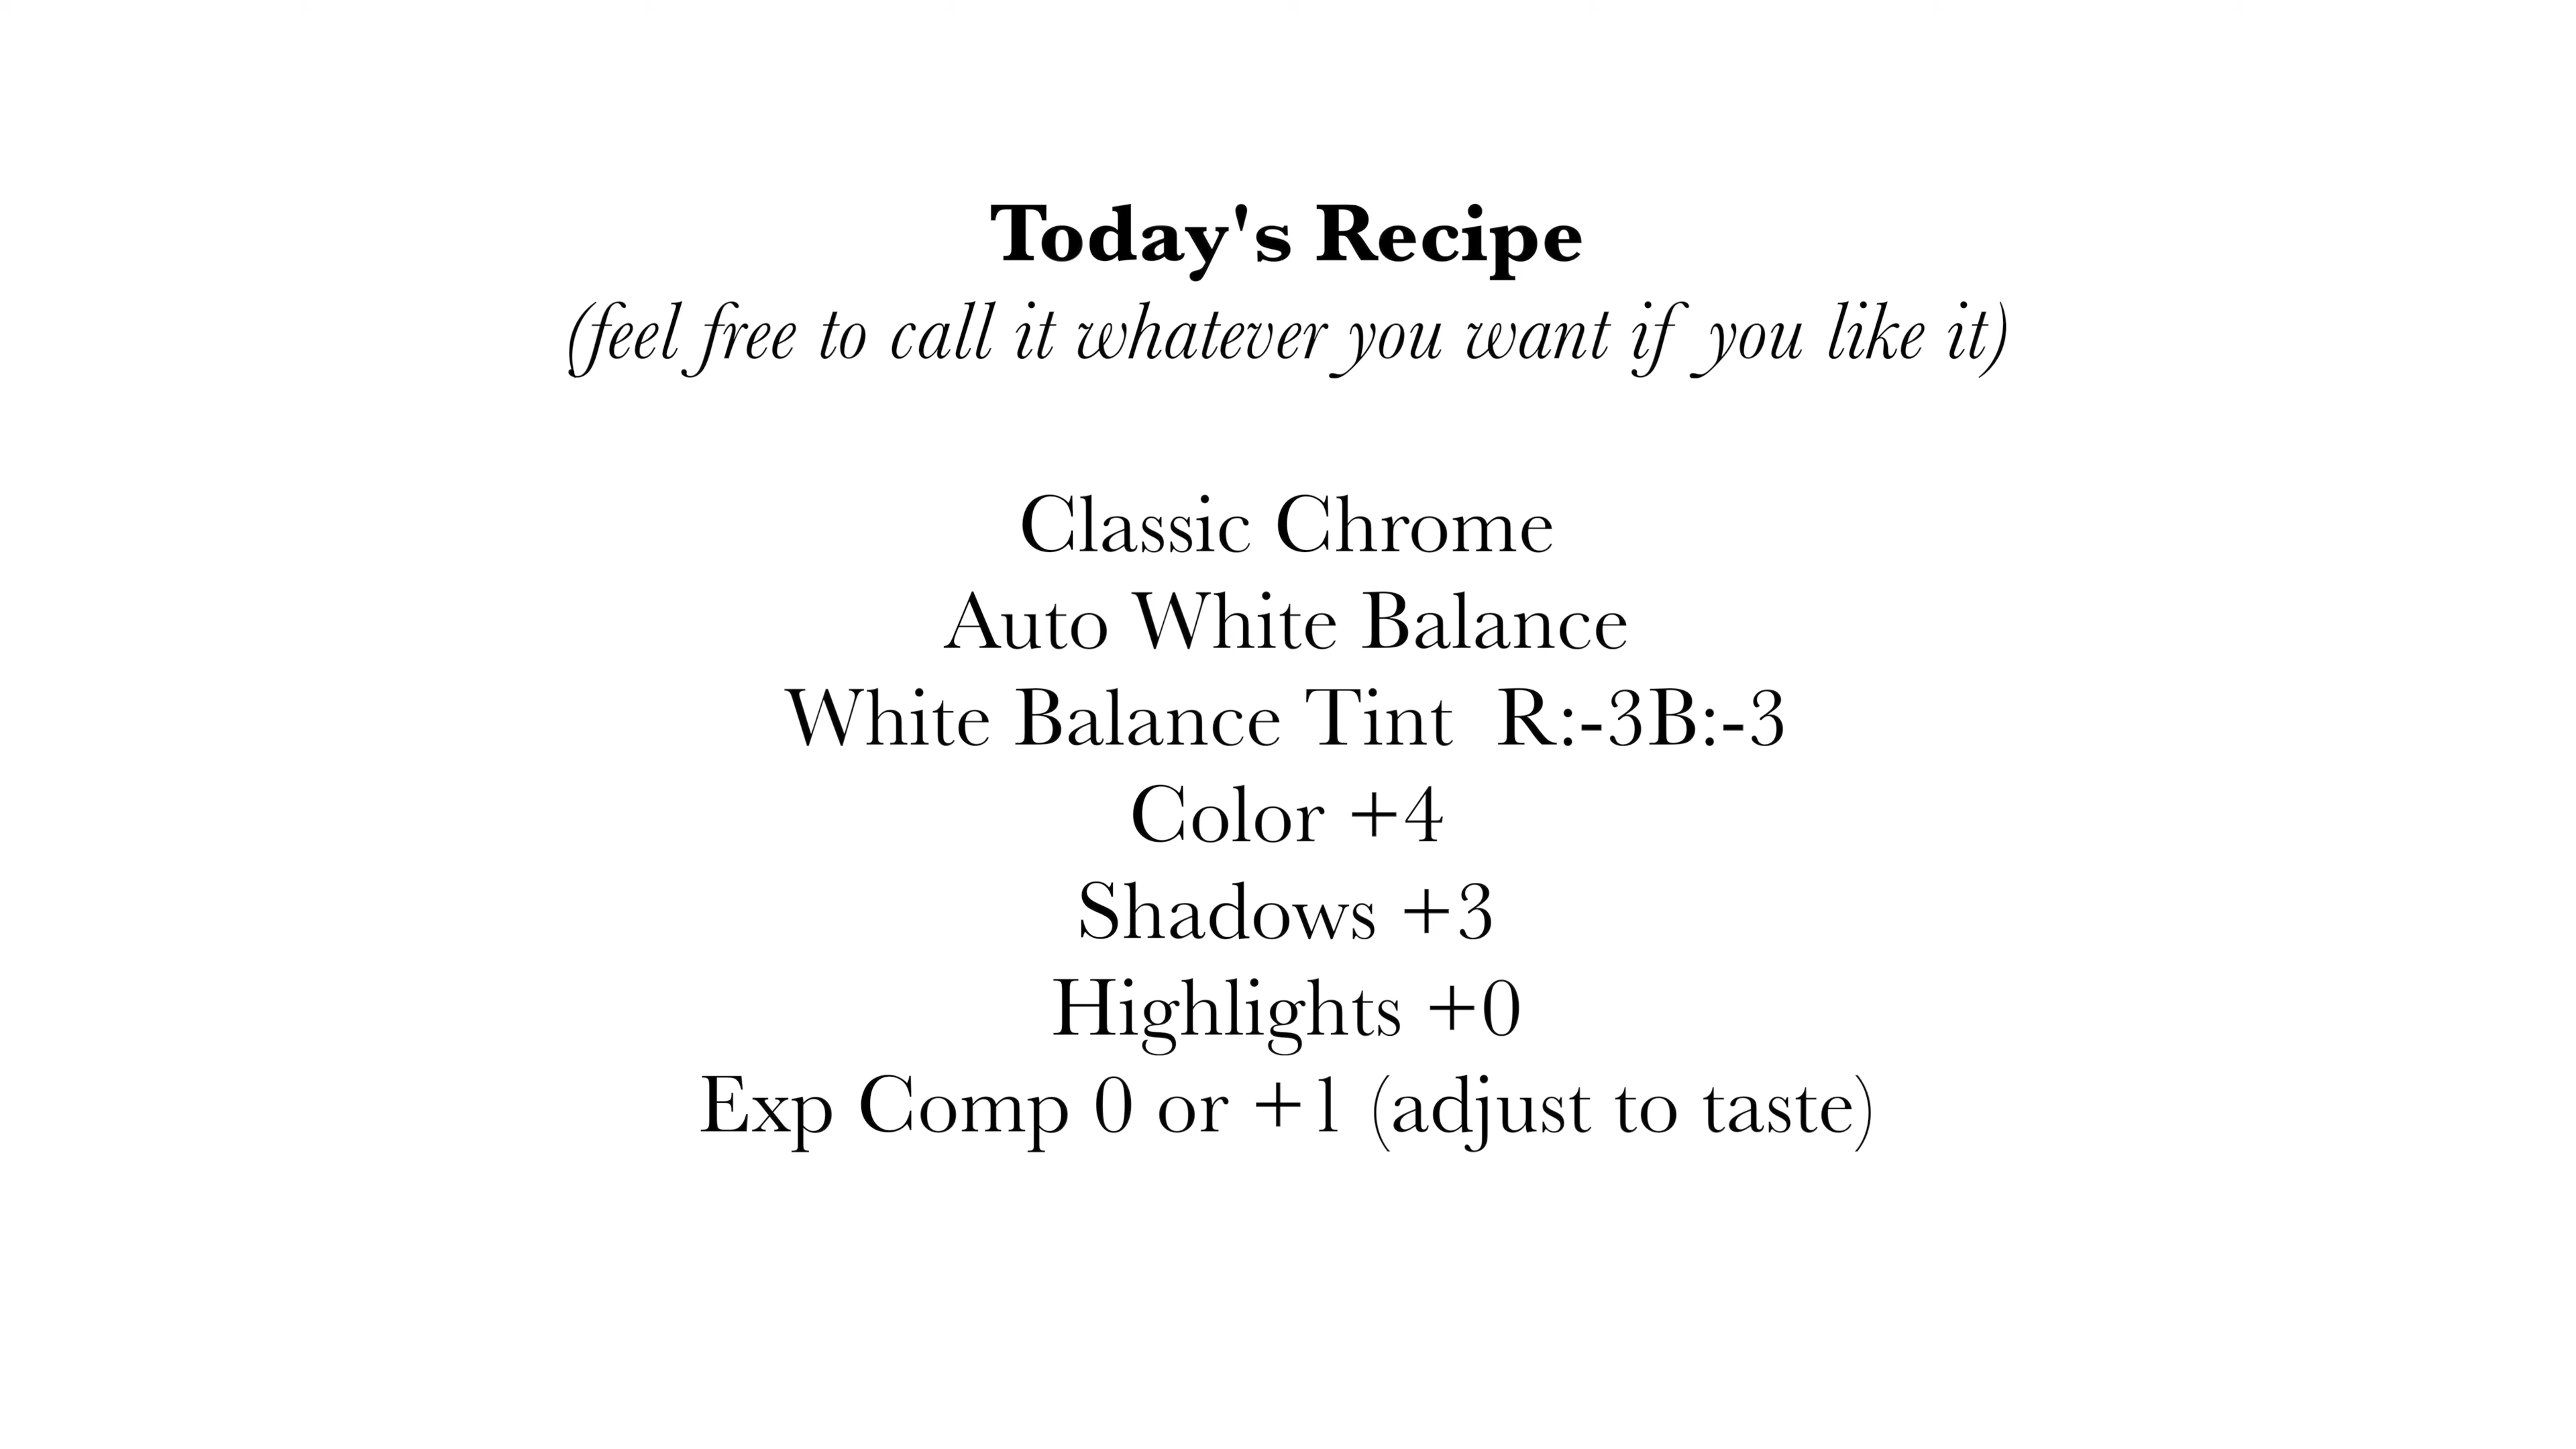 Today's Recipe
(feel free to call it whatever you want if you like it)
Classic Chrome
Auto White Balance
White Balance Tint  R:-3B:-3
Color +4
Shadows +3
Highlights +0
Exp Comp 0 or +1 (adjust to taste)